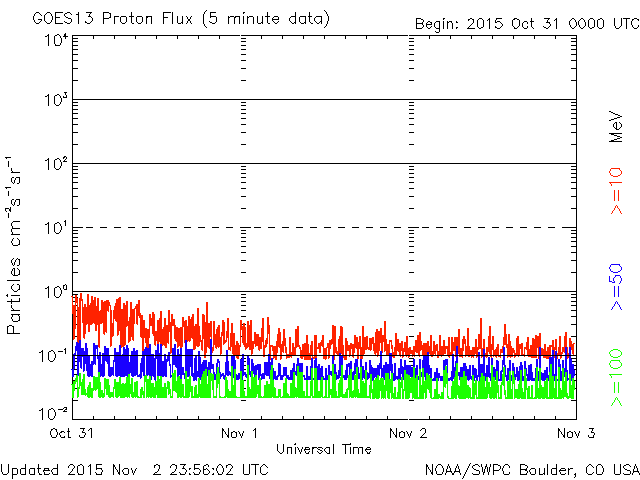 GOES13 Proton Flux (5 minute data)
Begin: 2015 Oct 31 0000 UTC
10⁴
10³
10²
10¹
10⁰
10⁻¹
10⁻²
Particles cm⁻²s⁻¹sr⁻¹
MeV
>=10
>=50
>=100
Oct 31 Nov 1 Nov 2 Nov 3
Universal Time
Updated 2015 Nov 2 23:56:02 UTC
NOAA/SWPC Boulder, CO USA